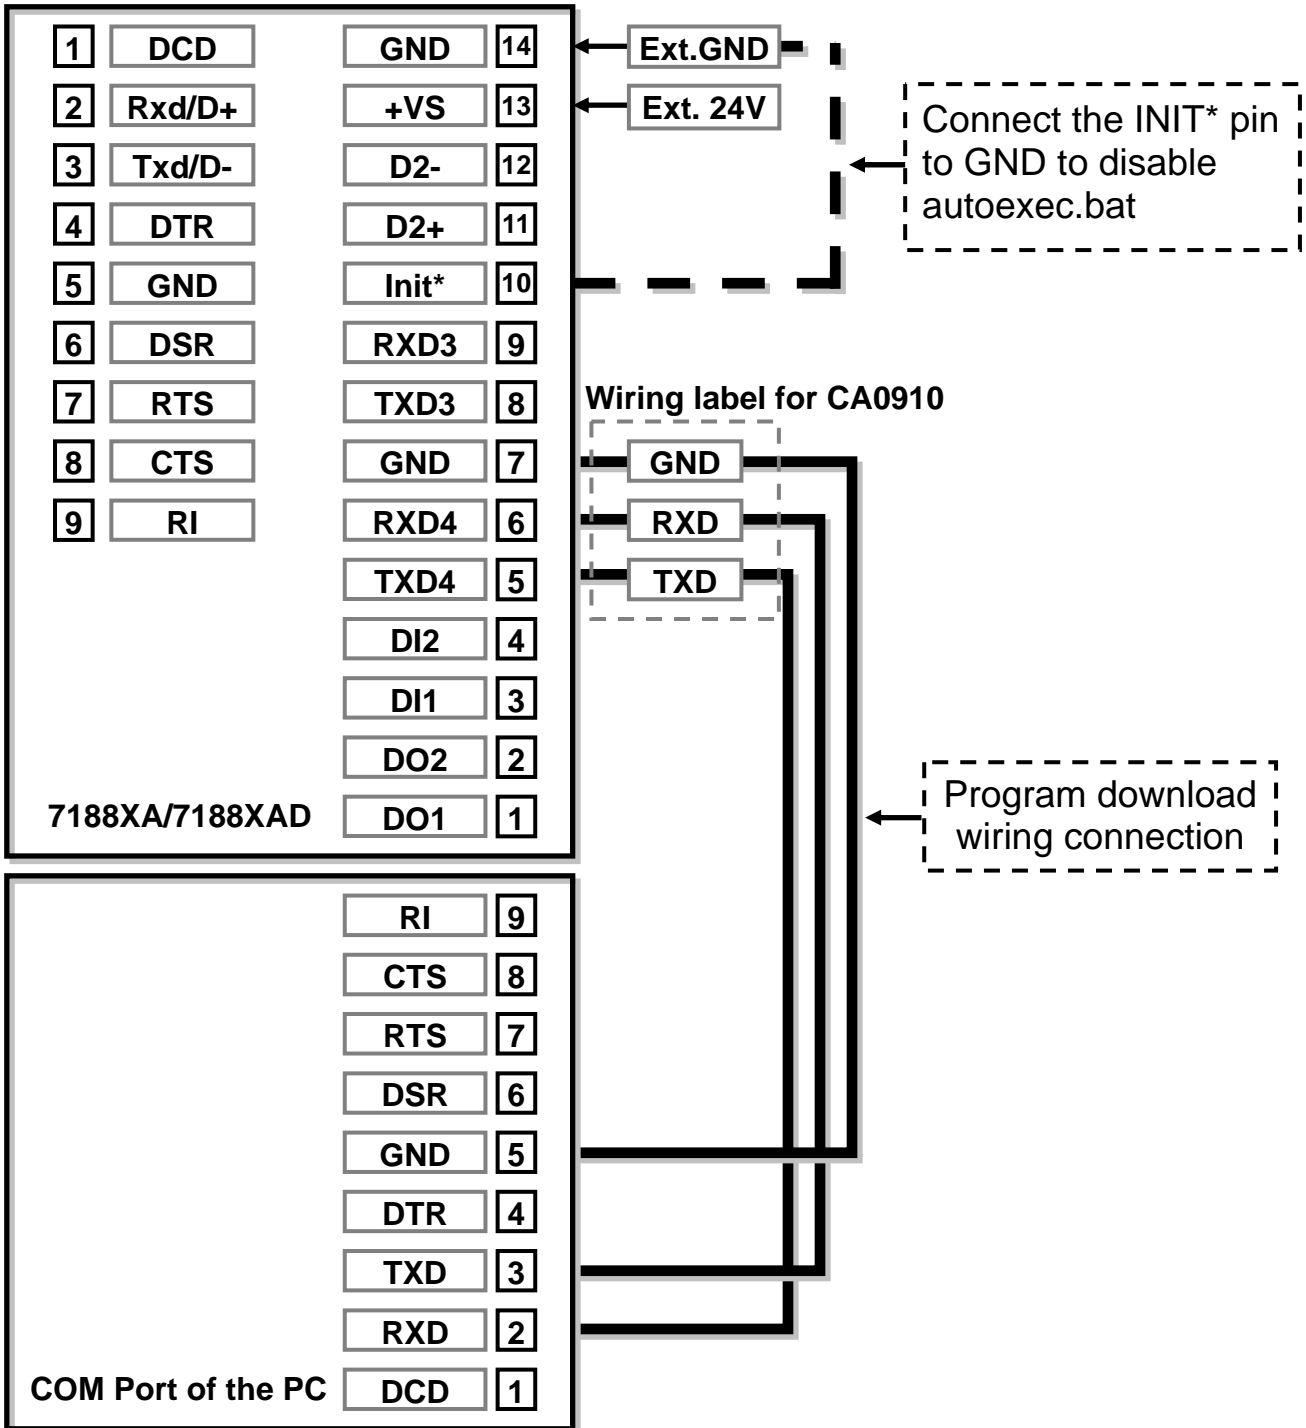 1 DCD GND 14 Ext.GND
2 Rxd/D+ +VS 13 Ext. 24V
3 Txd/D- D2- 12
4 DTR D2+ 11
5 GND Init* 10
6 DSR RXD3 9
7 RTS TXD3 8
8 CTS GND 7 GND
9 RI RXD4 6 RXD
TXD4 5 TXD
DI2 4
DI1 3
DO2 2
7188XA/7188XAD DO1 1
Connect the INIT* pin
to GND to disable
autoexec.bat
Wiring label for CA0910
Program download
wiring connection
RI 9
CTS 8
RTS 7
DSR 6
GND 5
DTR 4
TXD 3
RXD 2
COM Port of the PC DCD 1